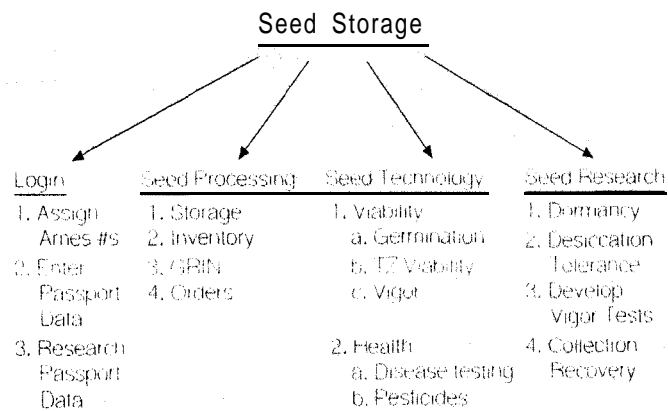 Seed Storage
Login
1. Assign
Ames #s
2. Enter
Passport
Data
3. Research
Passport
Data
Seed Processing
1. Storage
2. Inventory
3. GRIN
4. Orders
Seed Technology
1. Viability
a. Germination
b. TZ Viability
c. Vigor
2. Health
a. Disease testing
b. Pesticides
Seed Research
1. Dormancy
2. Desiccation
Tolerance
3. Develop
Vigor Tests
4. Collection
Recovery